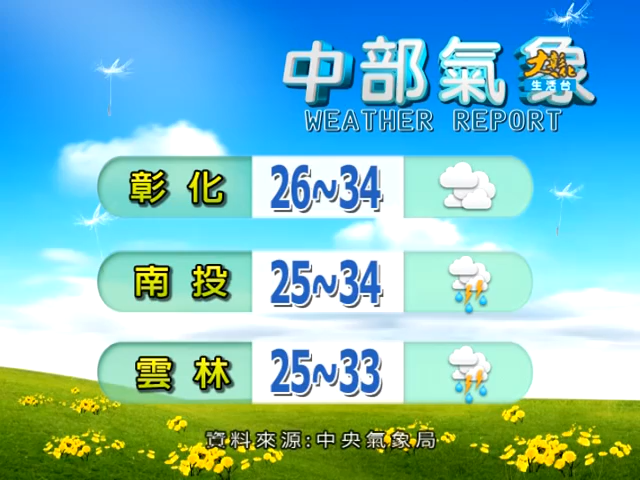 中部氣象
大彰化
生活台
WEATHER REPORT
彰化 26~34
南投 25~34
雲林 25~33
資料來源:中央氣象局